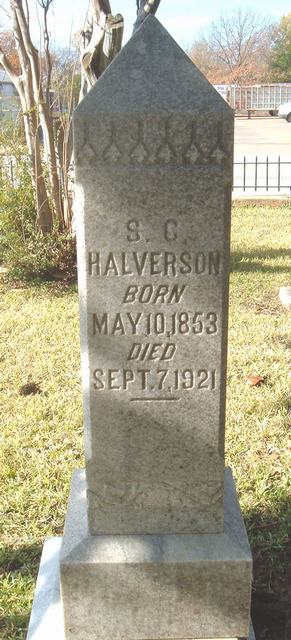 S. C.
HALVERSON
BORN
MAY 10, 1853
DIED
SEPT. 7, 1921